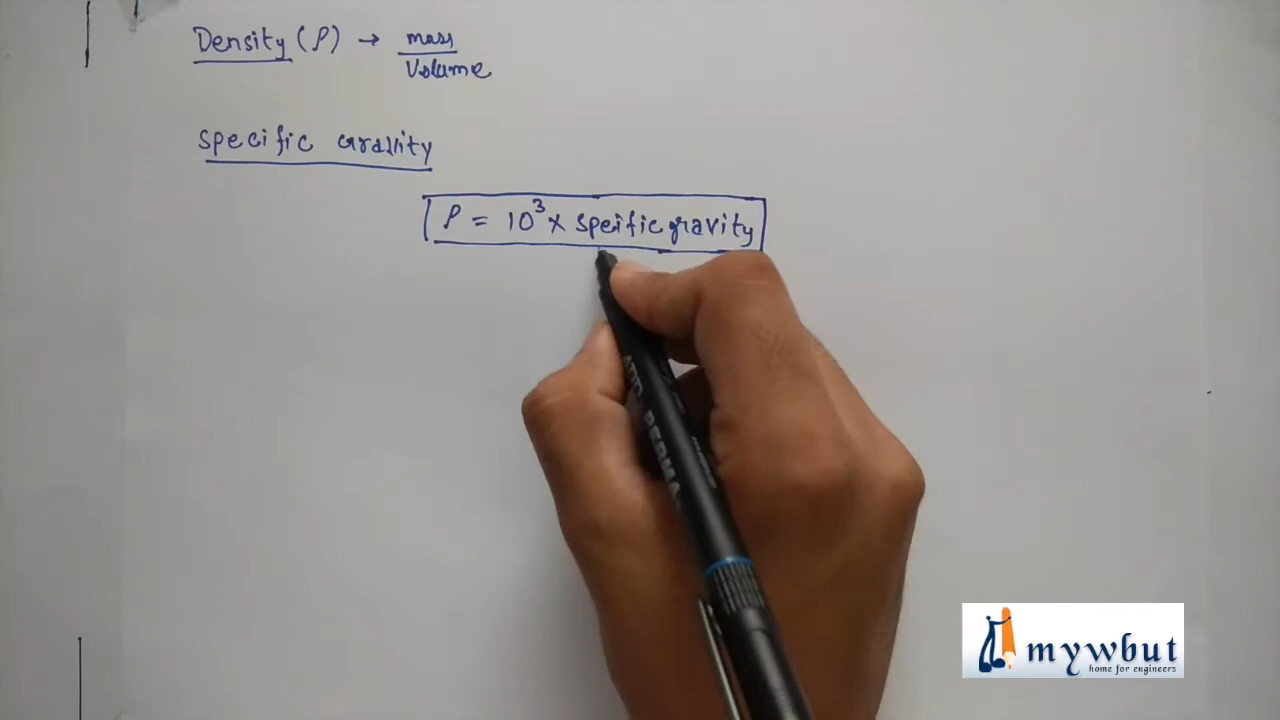 Density (ρ) → mass
Volume
Specific Gravity
ρ = 10³ × Speific gravity
mywbut
home for engineers